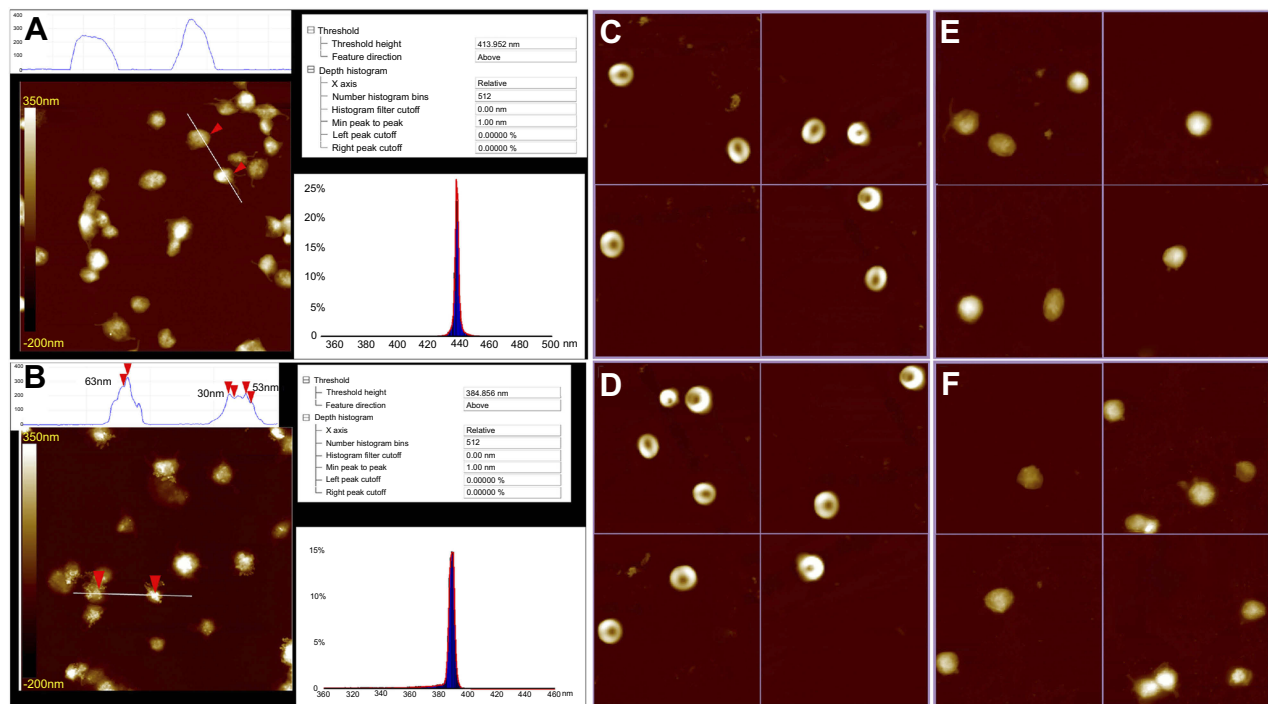 A
400
300
200
100
0
350nm
-200nm
Threshold
Threshold height 413.952 nm
Feature direction Above
Depth histogram
X axis Relative
Number histogram bins 512
Histogram filter cutoff 0.00 nm
Min peak to peak 1.00 nm
Left peak cutoff 0.00000 %
Right peak cutoff 0.00000 %
25%
20%
15%
10%
5%
0
360 380 400 420 440 460 480 500 nm
B
400
300
200
100
0
63nm
30nm
53nm
350nm
-200nm
Threshold
Threshold height 384.856 nm
Feature direction Above
Depth histogram
X axis Relative
Number histogram bins 512
Histogram filter cutoff 0.00 nm
Min peak to peak 1.00 nm
Left peak cutoff 0.00000 %
Right peak cutoff 0.00000 %
15%
10%
5%
0
360 320 340 360 380 400 420 440 460 nm
C
D
E
F